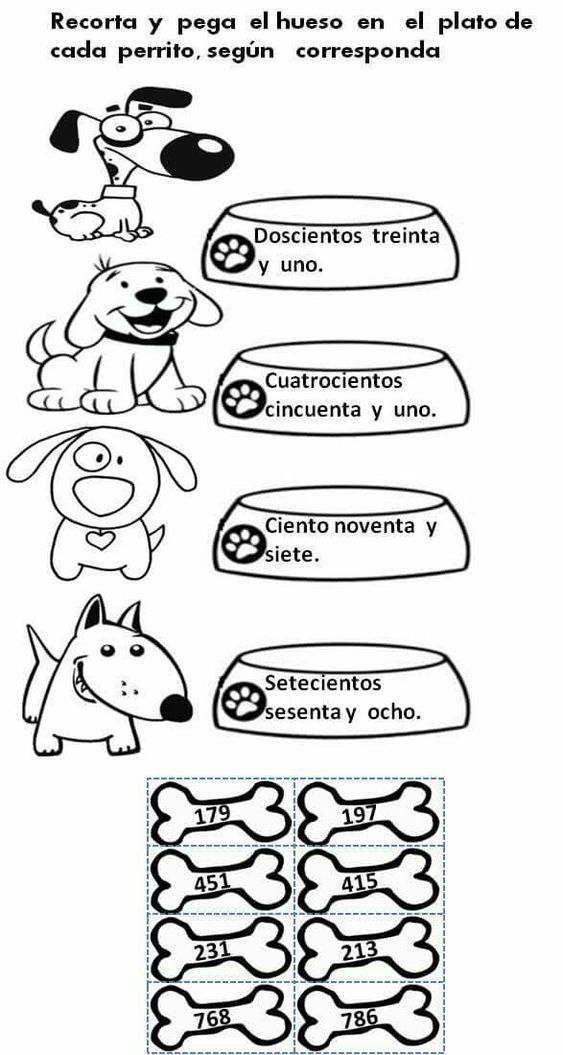 Recorta y pega el hueso en el plato de
cada perrito, según corresponda
Doscientos treinta
y uno.
Cuatrocientos
cincuenta y uno.
Ciento noventa y
siete.
Setecientos
sesenta y ocho.
179 197
451 415
231 213
768 786